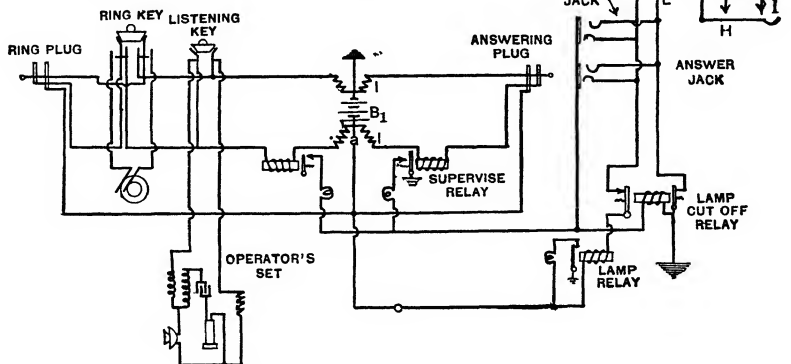 JACK
L
I
H
RING KEY
LISTENING
KEY
RING PLUG
ANSWERING
PLUG
ANSWER
JACK
I
B1
a
I
SUPERVISE
RELAY
LAMP
CUT OFF
RELAY
OPERATOR'S
SET
LAMP
RELAY